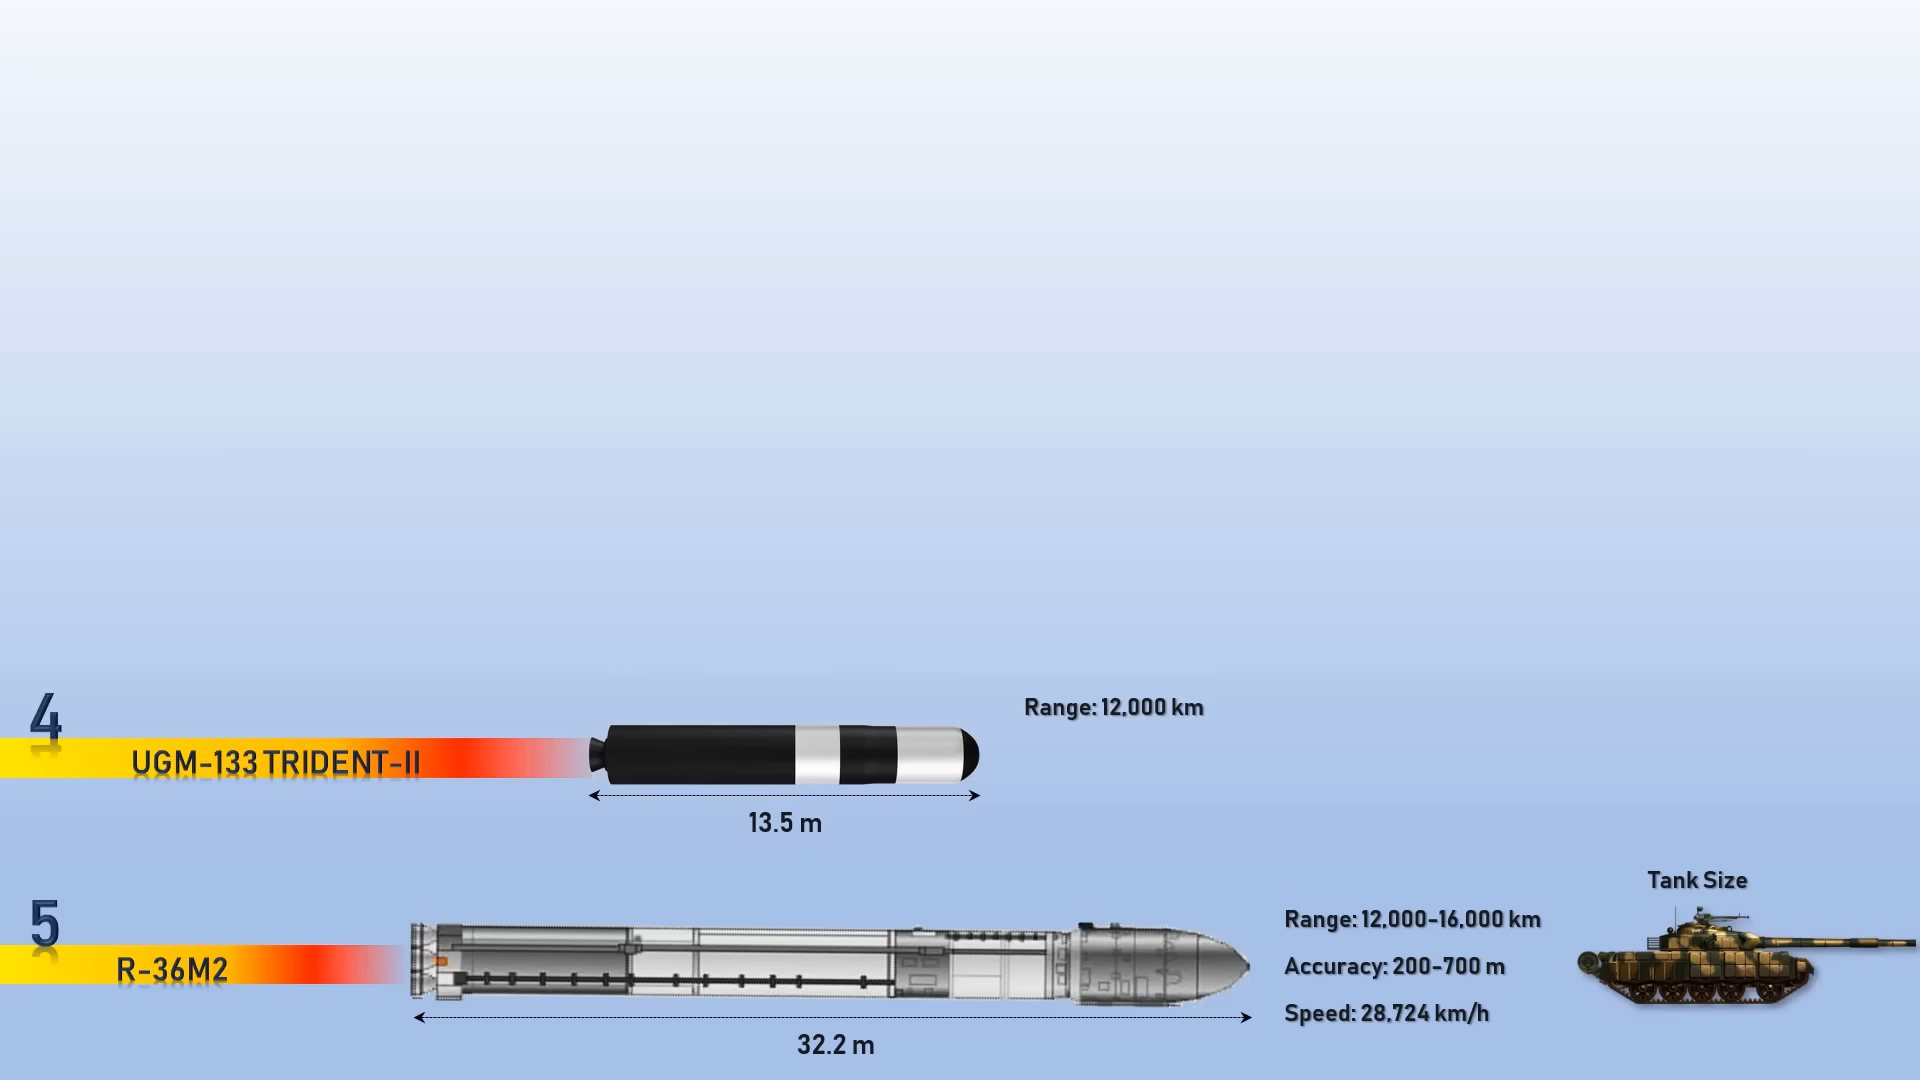 4
Range: 12,000 km
UGM-133 TRIDENT-II
13.5 m
Tank Size
5
Range: 12,000-16,000 km
R-36M2
Accuracy: 200-700 m
Speed: 28,724 km/h
32.2 m